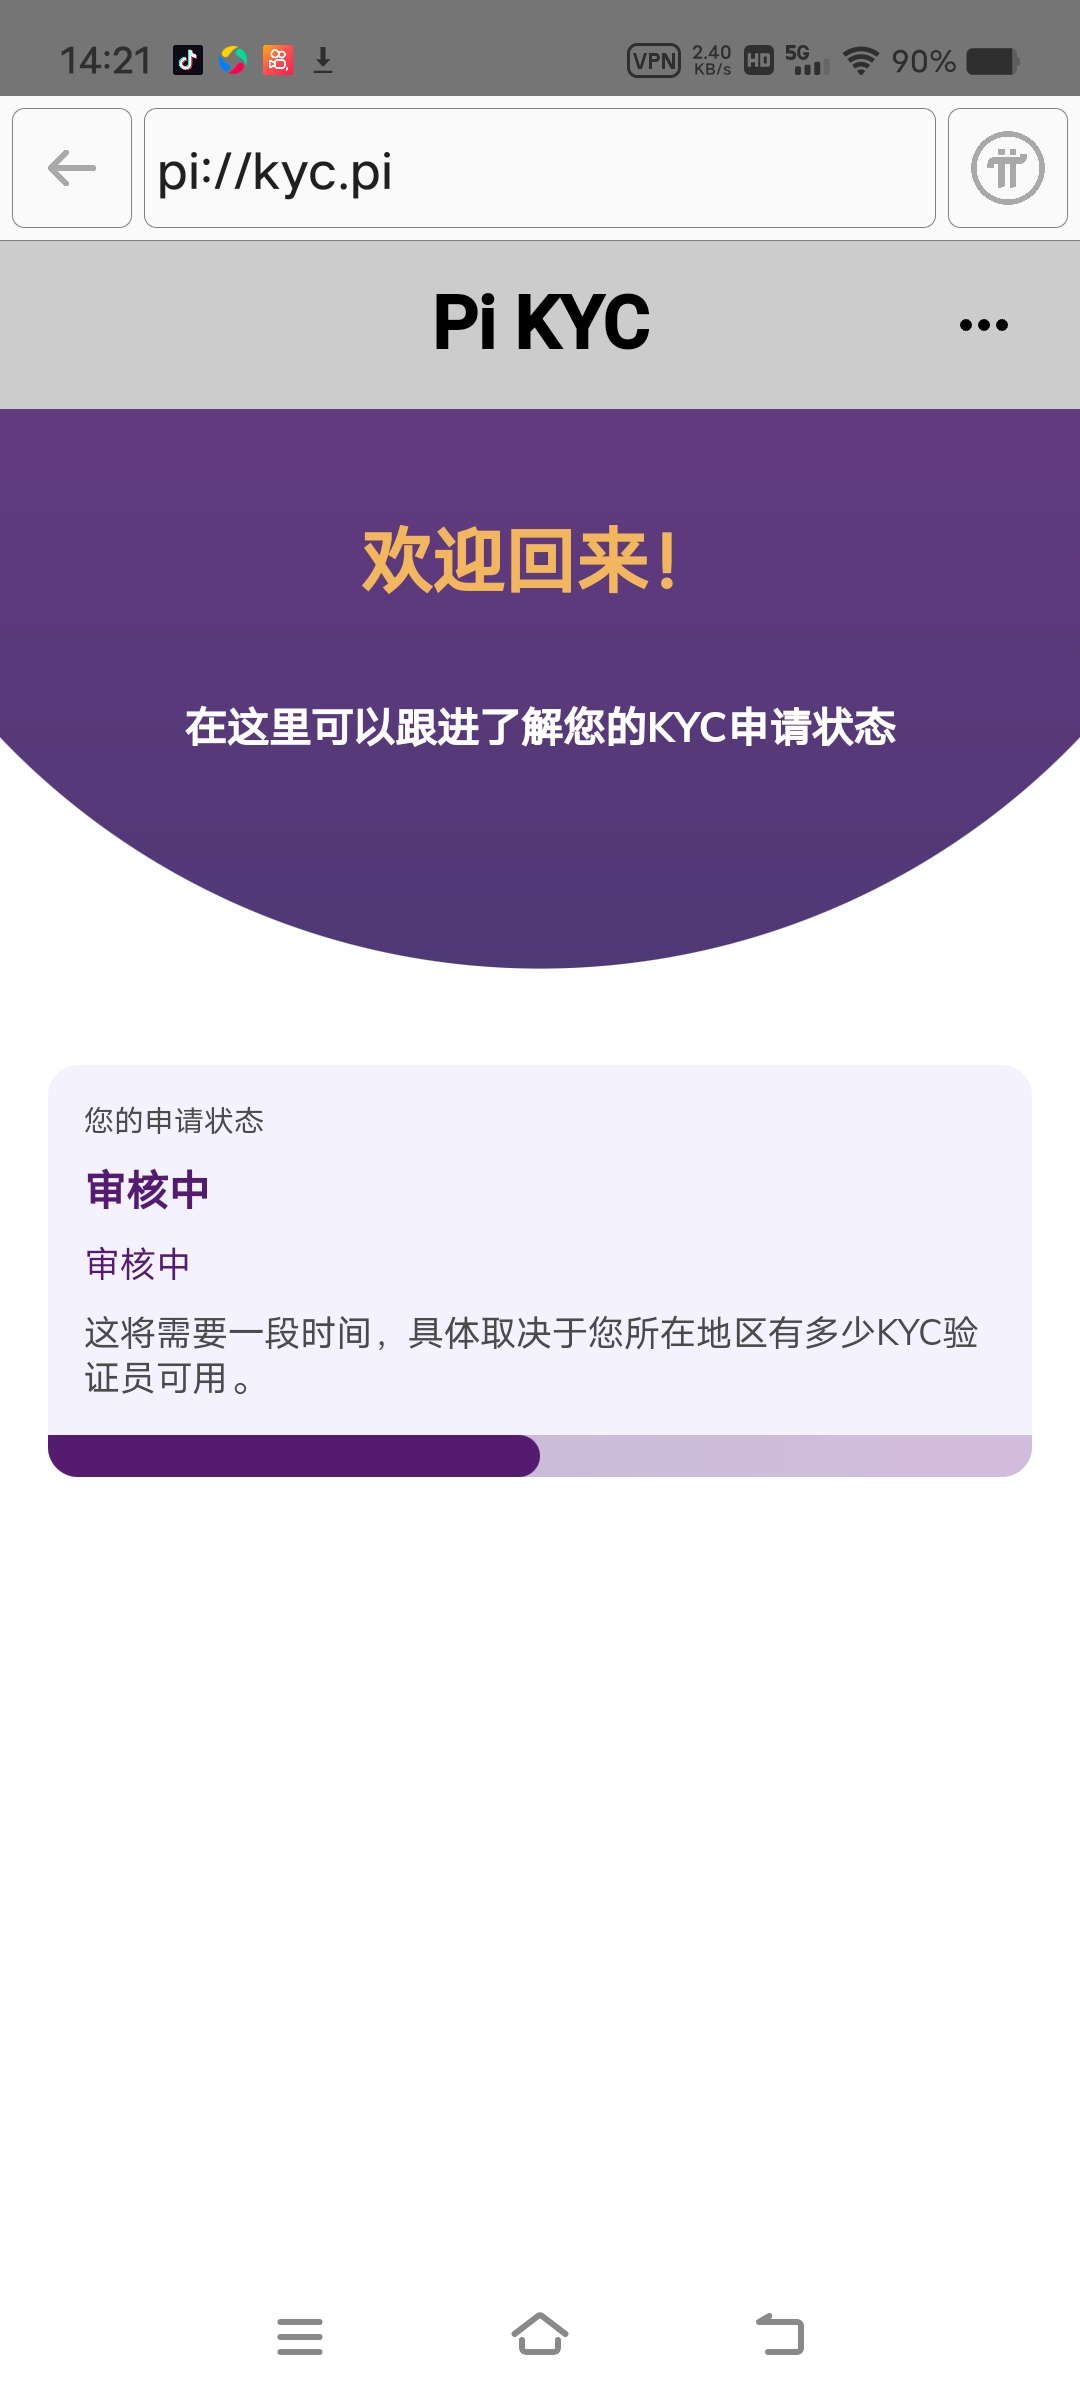 14:21 VPN 2.40 KB/s HD 5G 90%
pi://kyc.pi
Pi KYC
欢迎回来！
在这里可以跟进了解您的KYC申请状态
您的申请状态
审核中
审核中
这将需要一段时间，具体取决于您所在地区有多少KYC验
证员可用。